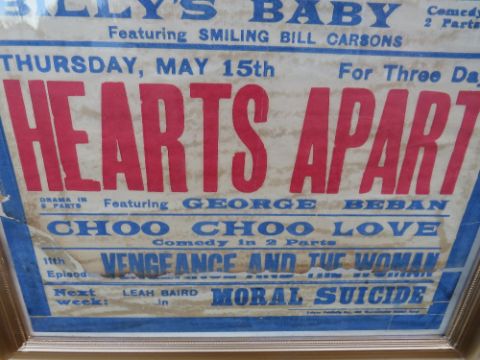 BILLY'S BABY
Comedy
2 Parts
Featuring SMILING BILL CARSONS
THURSDAY, MAY 15th For Three Da
HEARTS APART
DRAMA IN
PARTS
Featuring GEORGE BEBAN
CHOO CHOO LOVE
Comedy in 2 Parts
11th
Episode VENGEANCE AND THE WOMAN
Next
week: LEAH BAIRD
in MORAL SUICIDE